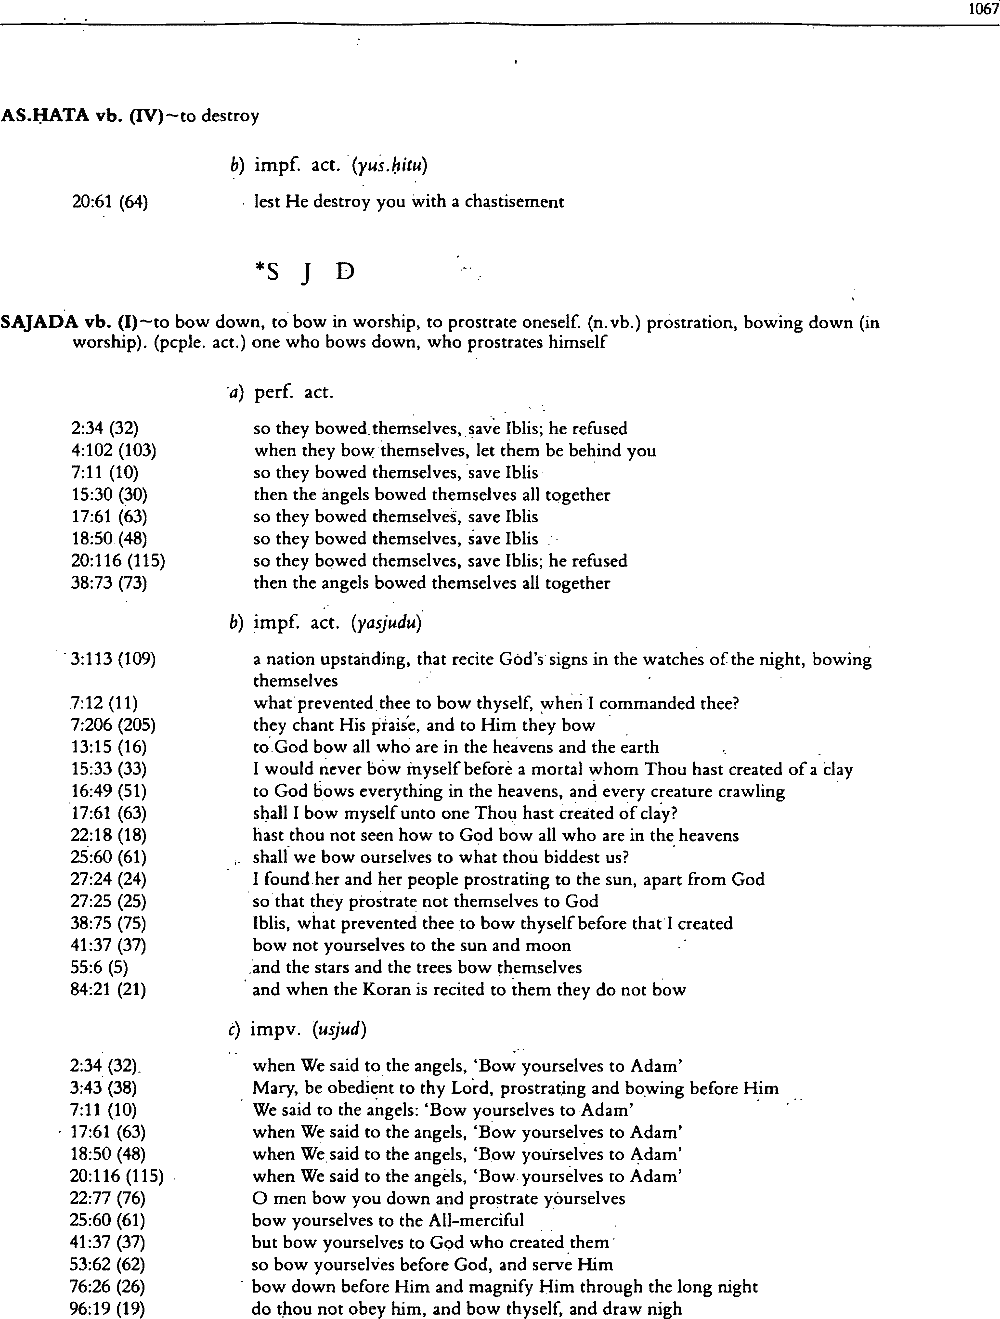 1067
AS.ḤATA vb. (IV)~to destroy
b) impf. act. (yus.ḥitu)
20:61 (64) lest He destroy you with a chastisement
*S J D
SAJADA vb. (I)~to bow down, to bow in worship, to prostrate oneself. (n.vb.) prostration, bowing down (in
worship). (pcple. act.) one who bows down, who prostrates himself
a) perf. act.
2:34 (32) so they bowed themselves, save Iblis; he refused
4:102 (103) when they bow themselves, let them be behind you
7:11 (10) so they bowed themselves, save Iblis
15:30 (30) then the angels bowed themselves all together
17:61 (63) so they bowed themselves, save Iblis
18:50 (48) so they bowed themselves, save Iblis
20:116 (115) so they bowed themselves, save Iblis; he refused
38:73 (73) then the angels bowed themselves all together
b) impf. act. (yasjudu)
3:113 (109) a nation upstanding, that recite God's signs in the watches of the night, bowing
themselves
7:12 (11) what prevented thee to bow thyself, when I commanded thee?
7:206 (205) they chant His praise, and to Him they bow
13:15 (16) to God bow all who are in the heavens and the earth
15:33 (33) I would never bow myself before a mortal whom Thou hast created of a clay
16:49 (51) to God bows everything in the heavens, and every creature crawling
17:61 (63) shall I bow myself unto one Thou hast created of clay?
22:18 (18) hast thou not seen how to God bow all who are in the heavens
25:60 (61) shall we bow ourselves to what thou biddest us?
27:24 (24) I found her and her people prostrating to the sun, apart from God
27:25 (25) so that they prostrate not themselves to God
38:75 (75) Iblis, what prevented thee to bow thyself before that I created
41:37 (37) bow not yourselves to the sun and moon
55:6 (5) and the stars and the trees bow themselves
84:21 (21) and when the Koran is recited to them they do not bow
c) impv. (usjud)
2:34 (32) when We said to the angels, 'Bow yourselves to Adam'
3:43 (38) Mary, be obedient to thy Lord, prostrating and bowing before Him
7:11 (10) We said to the angels: 'Bow yourselves to Adam'
17:61 (63) when We said to the angels, 'Bow yourselves to Adam'
18:50 (48) when We said to the angels, 'Bow yourselves to Adam'
20:116 (115) when We said to the angels, 'Bow yourselves to Adam'
22:77 (76) O men bow you down and prostrate yourselves
25:60 (61) bow yourselves to the All-merciful
41:37 (37) but bow yourselves to God who created them
53:62 (62) so bow yourselves before God, and serve Him
76:26 (26) bow down before Him and magnify Him through the long night
96:19 (19) do thou not obey him, and bow thyself, and draw nigh